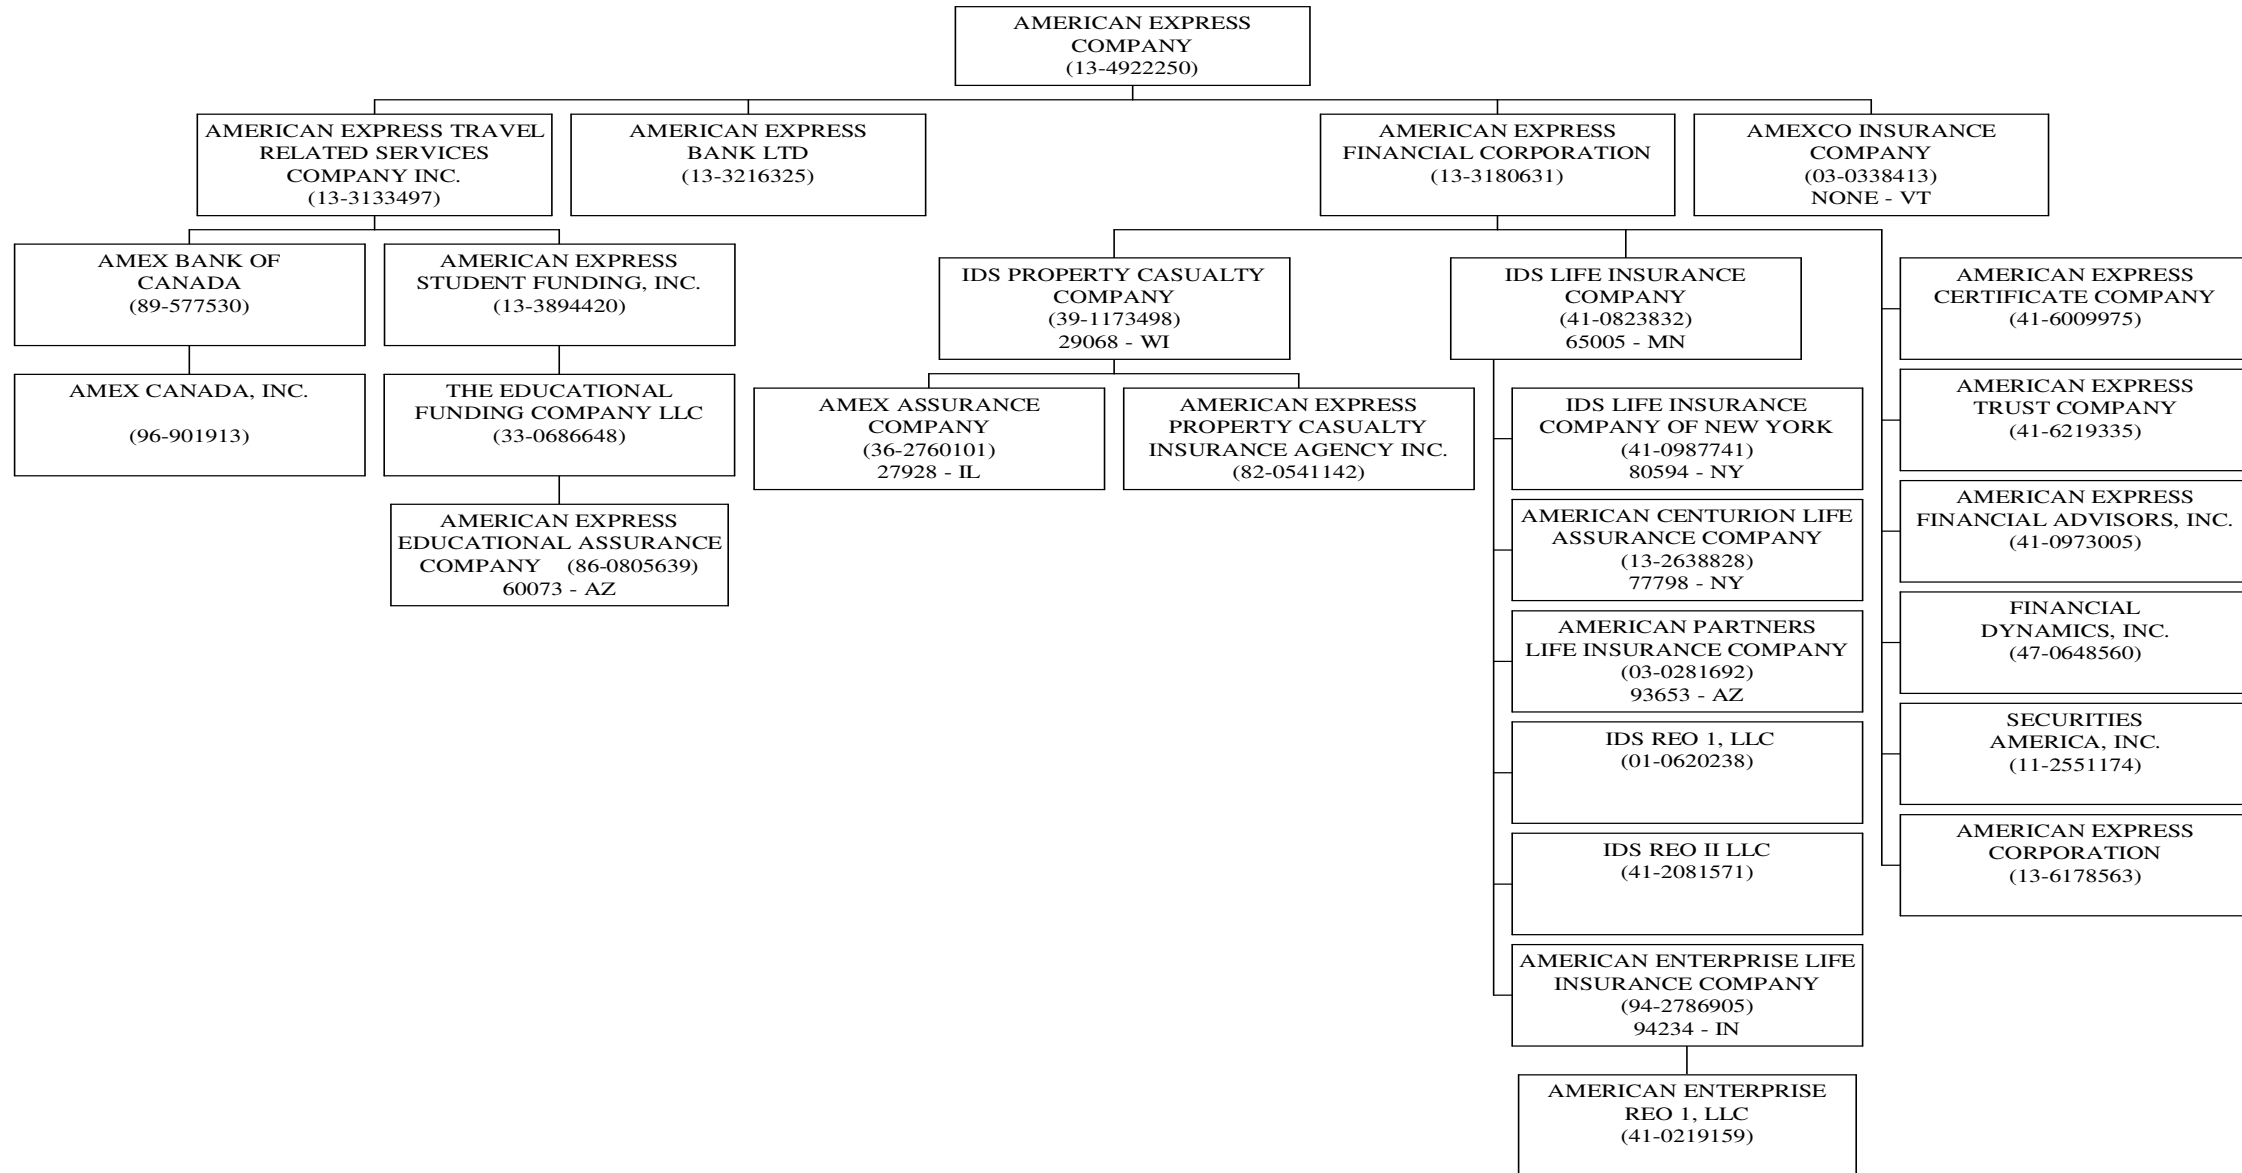 AMERICAN EXPRESS
COMPANY
(13-4922250)
AMERICAN EXPRESS TRAVEL
RELATED SERVICES
COMPANY INC.
(13-3133497)
AMERICAN EXPRESS
BANK LTD
(13-3216325)
AMERICAN EXPRESS
FINANCIAL CORPORATION
(13-3180631)
AMEXCO INSURANCE
COMPANY
(03-0338413)
NONE - VT
AMEX BANK OF
CANADA
(89-577530)
AMERICAN EXPRESS
STUDENT FUNDING, INC.
(13-3894420)
IDS PROPERTY CASUALTY
COMPANY
(39-1173498)
29068 - WI
IDS LIFE INSURANCE
COMPANY
(41-0823832)
65005 - MN
AMERICAN EXPRESS
CERTIFICATE COMPANY
(41-6009975)
AMEX CANADA, INC.
(96-901913)
THE EDUCATIONAL
FUNDING COMPANY LLC
(33-0686648)
AMEX ASSURANCE
COMPANY
(36-2760101)
27928 - IL
AMERICAN EXPRESS
PROPERTY CASUALTY
INSURANCE AGENCY INC.
(82-0541142)
IDS LIFE INSURANCE
COMPANY OF NEW YORK
(41-0987741)
80594 - NY
AMERICAN EXPRESS
TRUST COMPANY
(41-6219335)
AMERICAN EXPRESS
EDUCATIONAL ASSURANCE
COMPANY (86-0805639)
60073 - AZ
AMERICAN CENTURION LIFE
ASSURANCE COMPANY
(13-2638828)
77798 - NY
AMERICAN EXPRESS
FINANCIAL ADVISORS, INC.
(41-0973005)
AMERICAN PARTNERS
LIFE INSURANCE COMPANY
(03-0281692)
93653 - AZ
FINANCIAL
DYNAMICS, INC.
(47-0648560)
IDS REO 1, LLC
(01-0620238)
SECURITIES
AMERICA, INC.
(11-2551174)
IDS REO II LLC
(41-2081571)
AMERICAN EXPRESS
CORPORATION
(13-6178563)
AMERICAN ENTERPRISE LIFE
INSURANCE COMPANY
(94-2786905)
94234 - IN
AMERICAN ENTERPRISE
REO 1, LLC
(41-0219159)